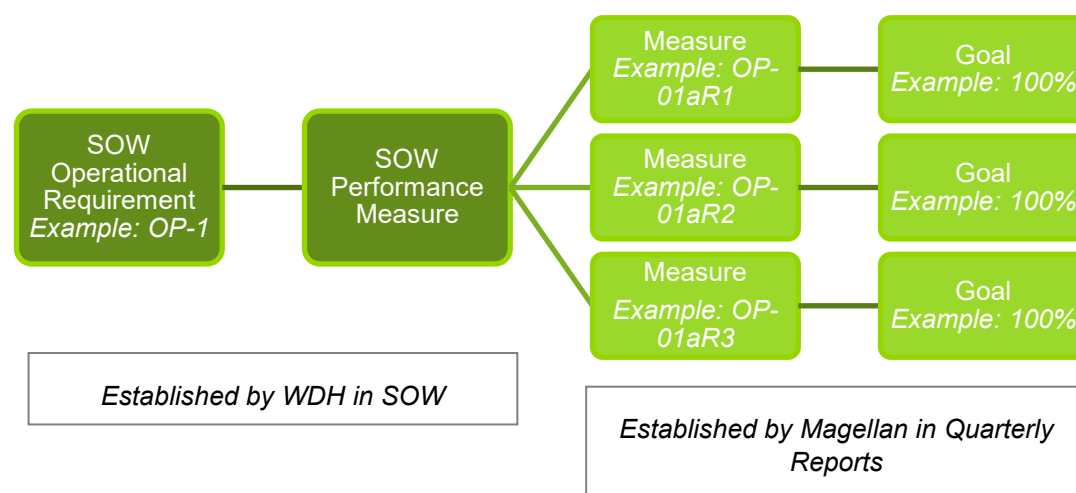 SOW
Operational
Requirement
Example: OP-1
SOW
Performance
Measure
Measure
Example: OP-
01aR1
Goal
Example: 100%
Measure
Example: OP-
01aR2
Goal
Example: 100%
Measure
Example: OP-
01aR3
Goal
Example: 100%
Established by WDH in SOW
Established by Magellan in Quarterly
Reports